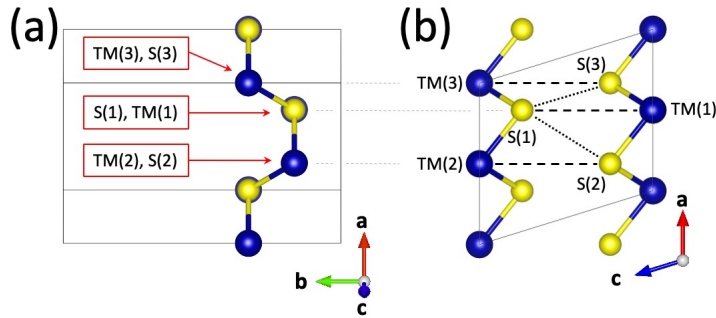 (a)
TM(3), S(3)
S(1), TM(1)
TM(2), S(2)
a
b
c
(b)
S(3)
TM(3)
TM(1)
S(1)
TM(2)
S(2)
a
c